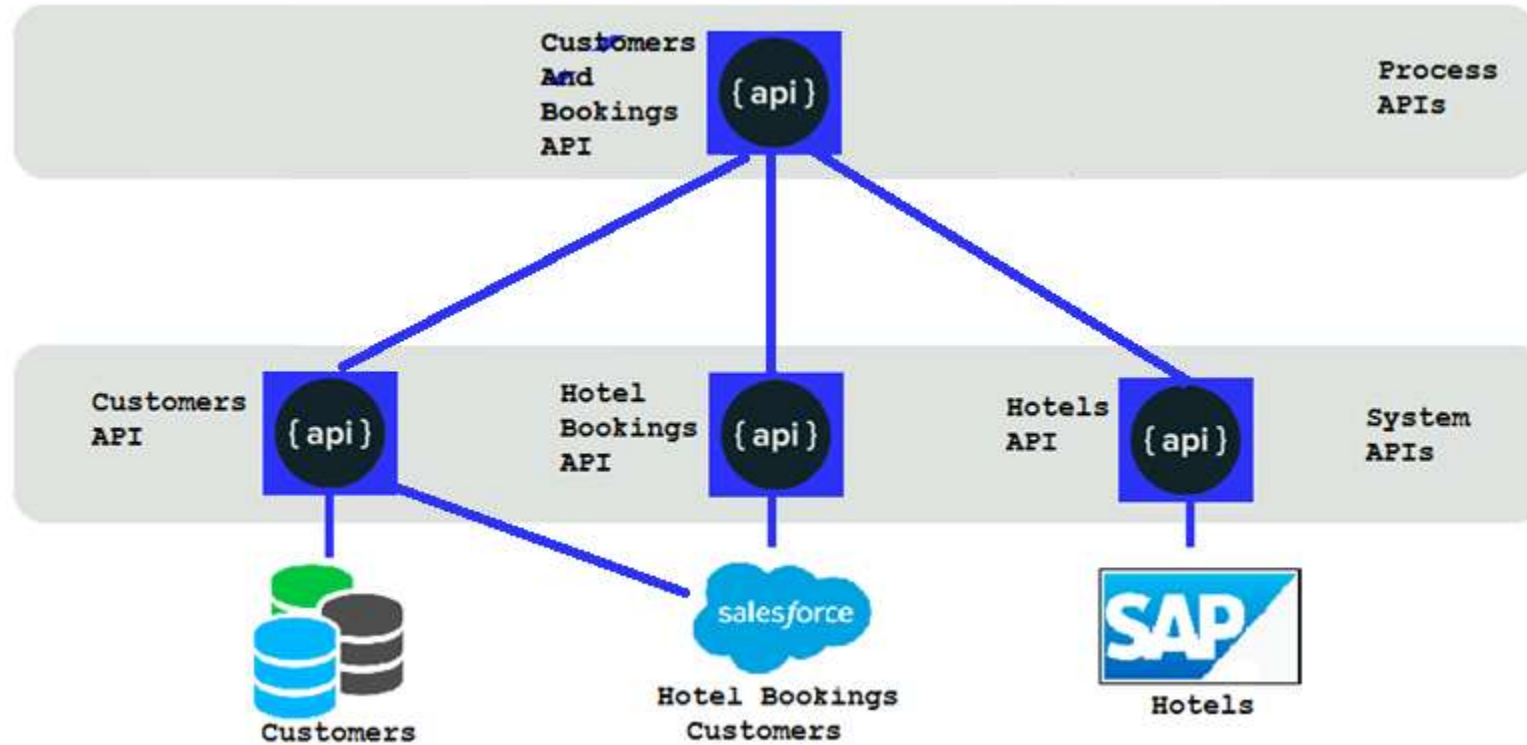 Customers
And
Bookings
API
{api}
Process
APIs
Customers
API
{api}
Hotel
Bookings
API
{api}
Hotels
API
{api}
System
APIs
Customers
salesforce
Hotel Bookings
Customers
SAP
Hotels